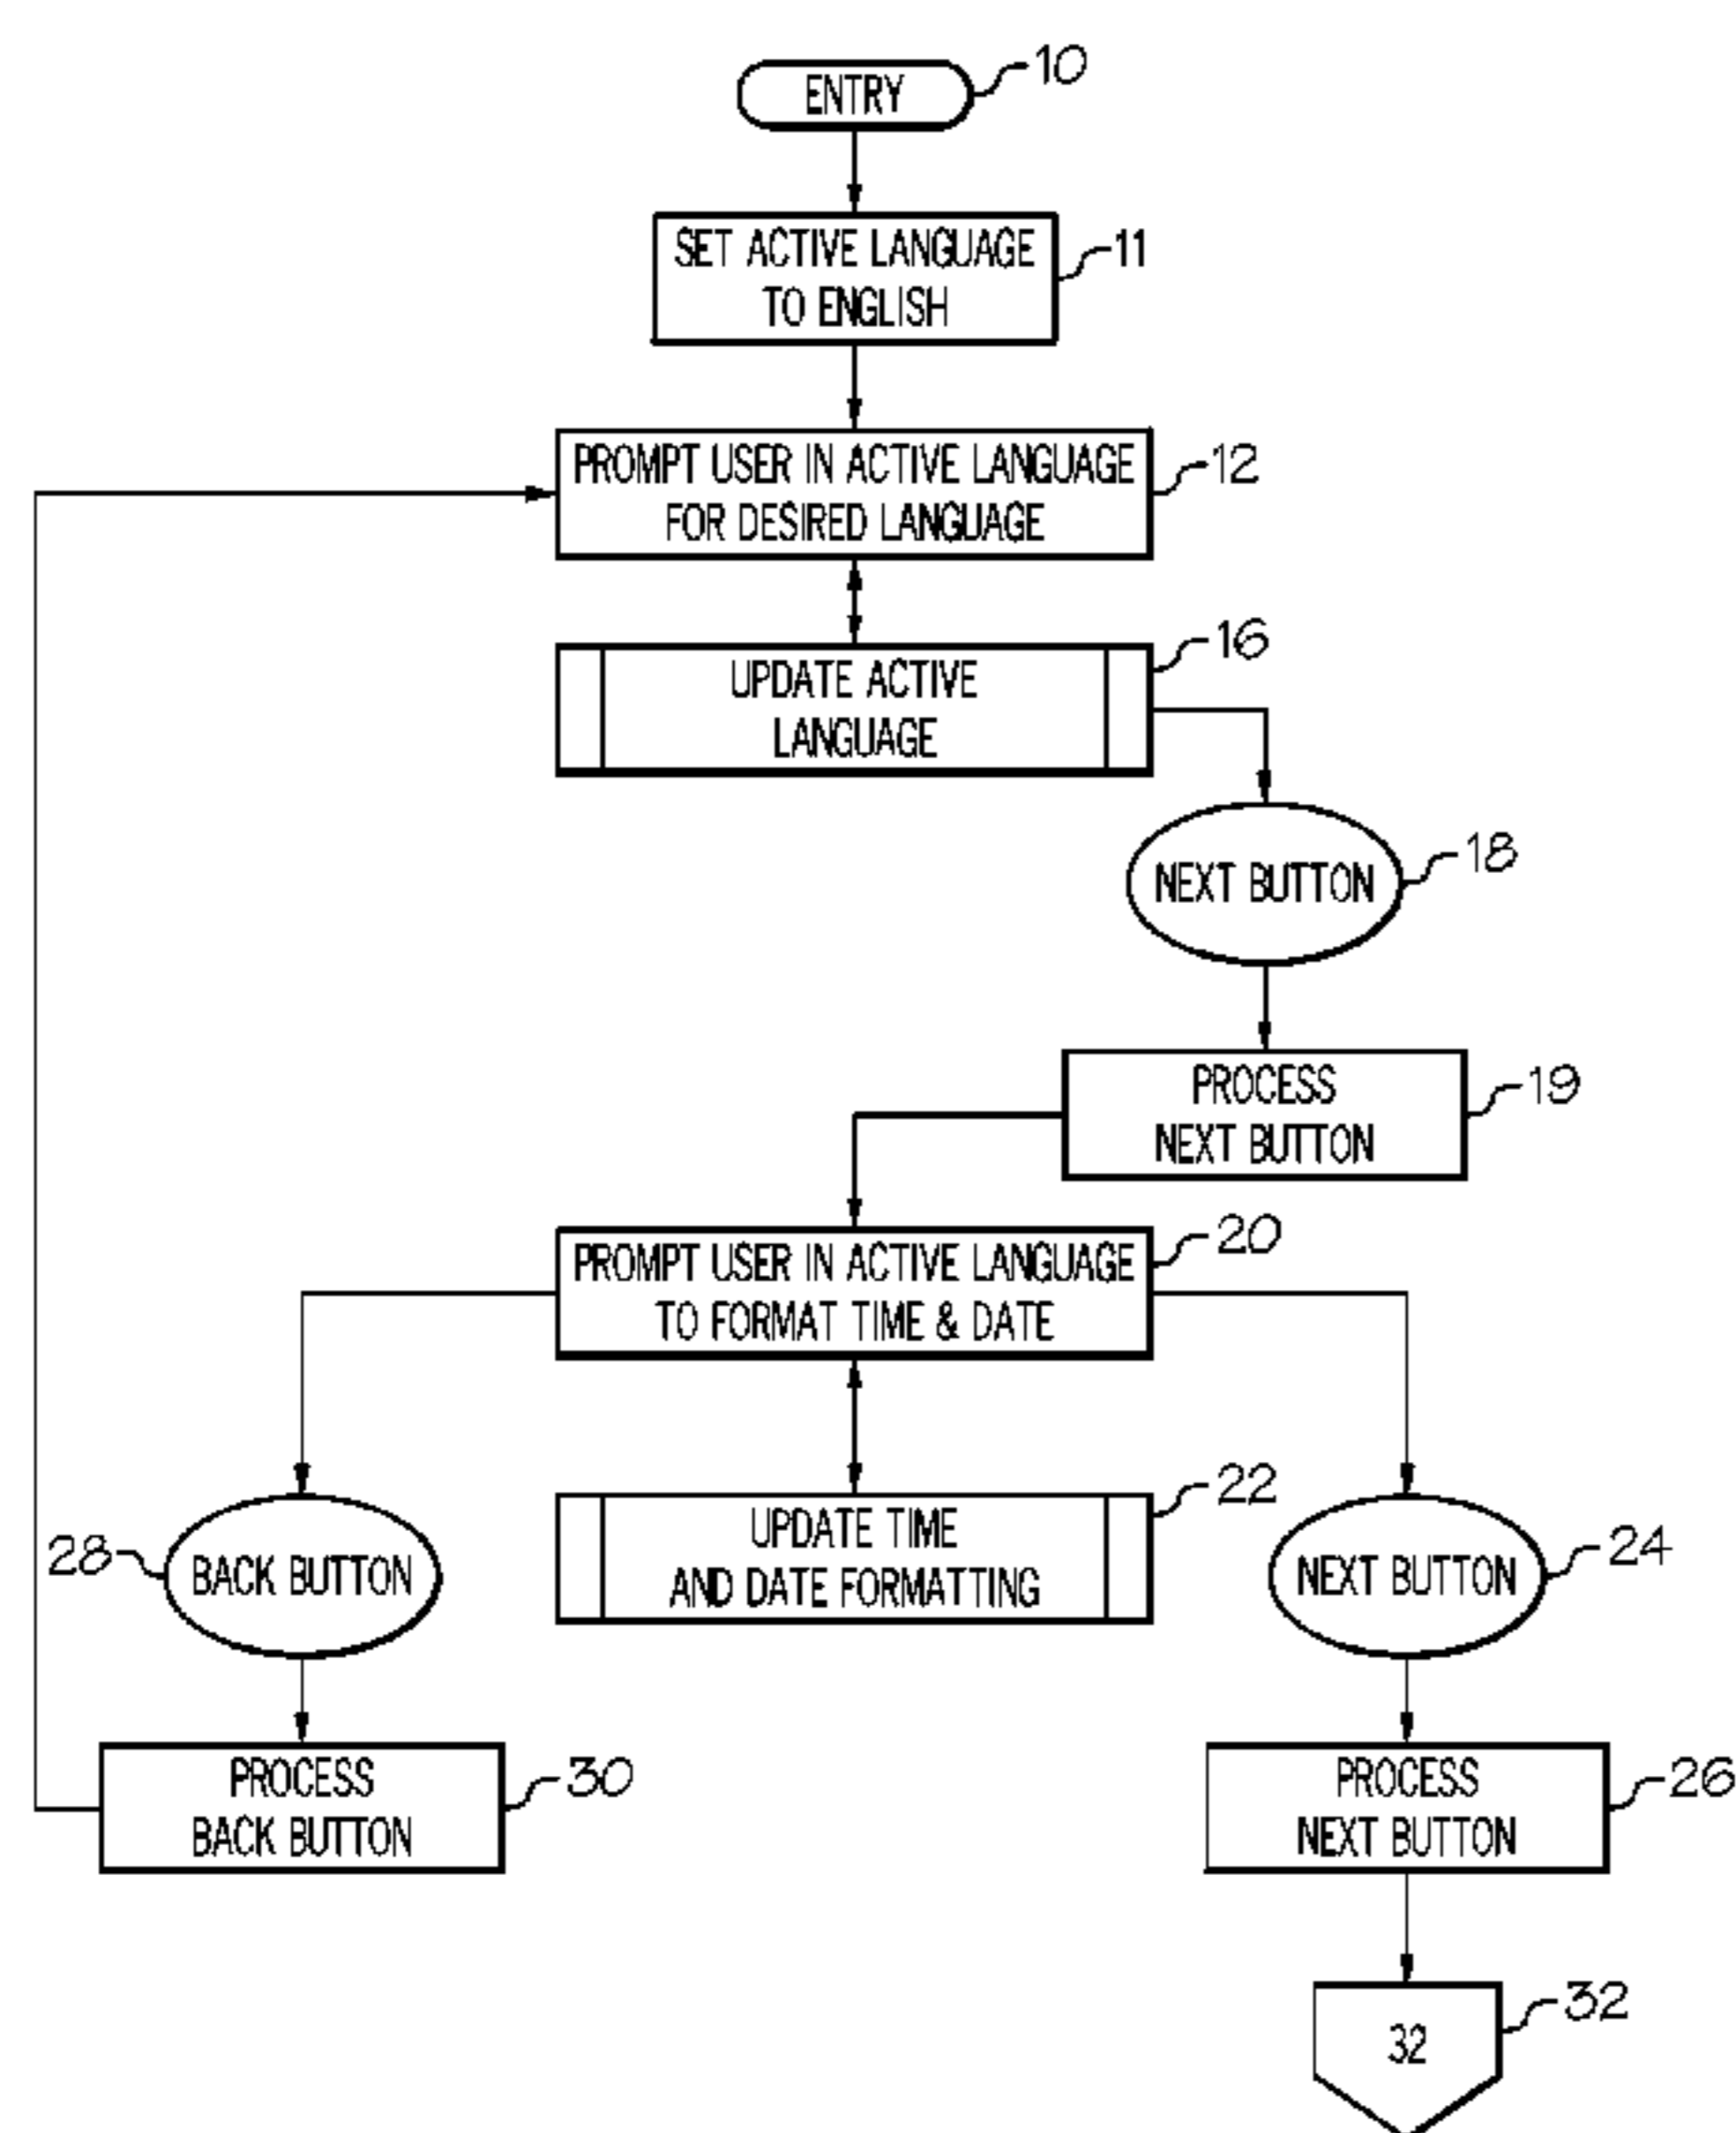 ENTRY
10
SET ACTIVE LANGUAGE
TO ENGLISH
11
PROMPT USER IN ACTIVE LANGUAGE
FOR DESIRED LANGUAGE
12
UPDATE ACTIVE
LANGUAGE
16
NEXT BUTTON
18
PROCESS
NEXT BUTTON
19
PROMPT USER IN ACTIVE LANGUAGE
TO FORMAT TIME & DATE
20
28
BACK BUTTON
UPDATE TIME
AND DATE FORMATTING
22
NEXT BUTTON
24
PROCESS
BACK BUTTON
30
PROCESS
NEXT BUTTON
26
32
32